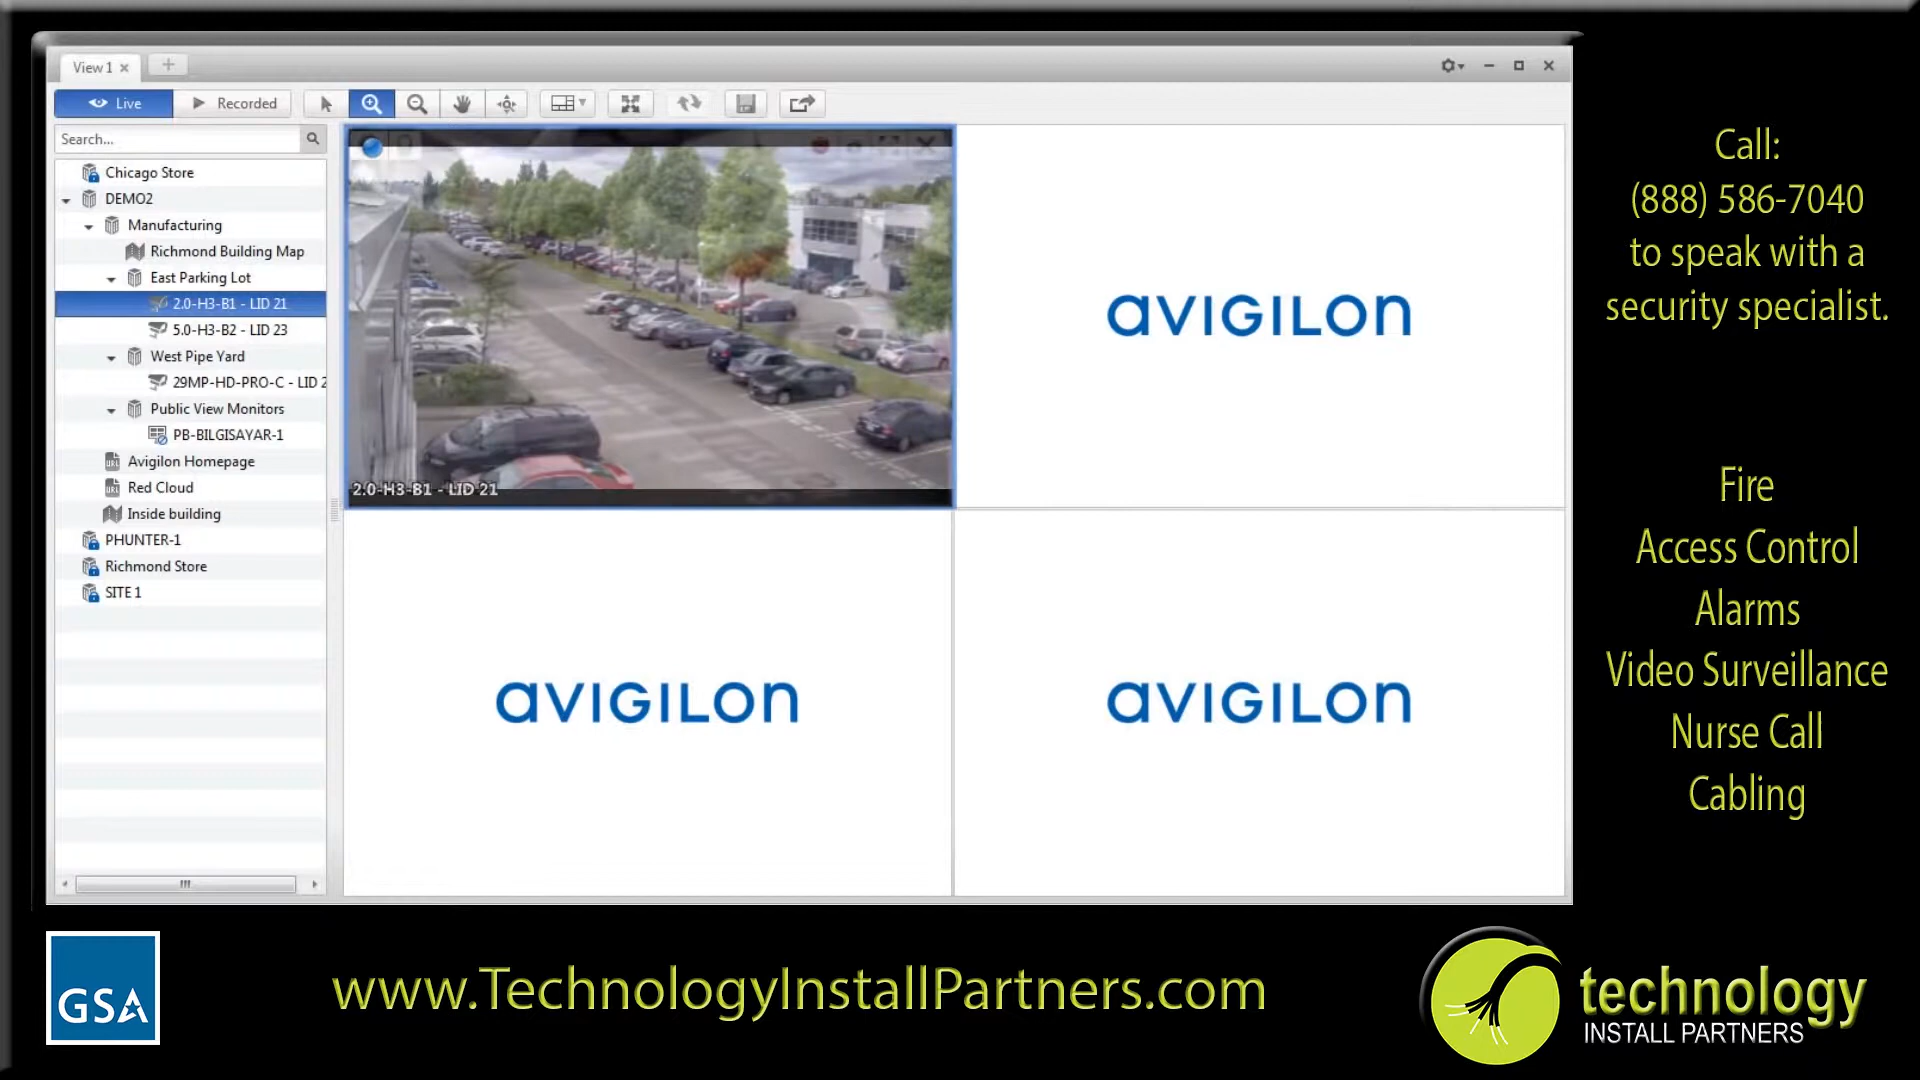 View 1
Live
Recorded
Search...
Chicago Store
DEMO2
Manufacturing
Richmond Building Map
East Parking Lot
2.0-H3-B1 - LID 21
5.0-H3-B2 - LID 23
West Pipe Yard
29MP-HD-PRO-C - LID 2
Public View Monitors
PB-BILGISAYAR-1
Avigilon Homepage
Red Cloud
Inside building
PHUNTER-1
Richmond Store
SITE 1
2.0-H3-B1 - LID 21
avigilon
avigilon
avigilon
Call:
(888) 586-7040
to speak with a
security specialist.
Fire
Access Control
Alarms
Video Surveillance
Nurse Call
Cabling
GSA
www.TechnologyInstallPartners.com
technology
INSTALL PARTNERS